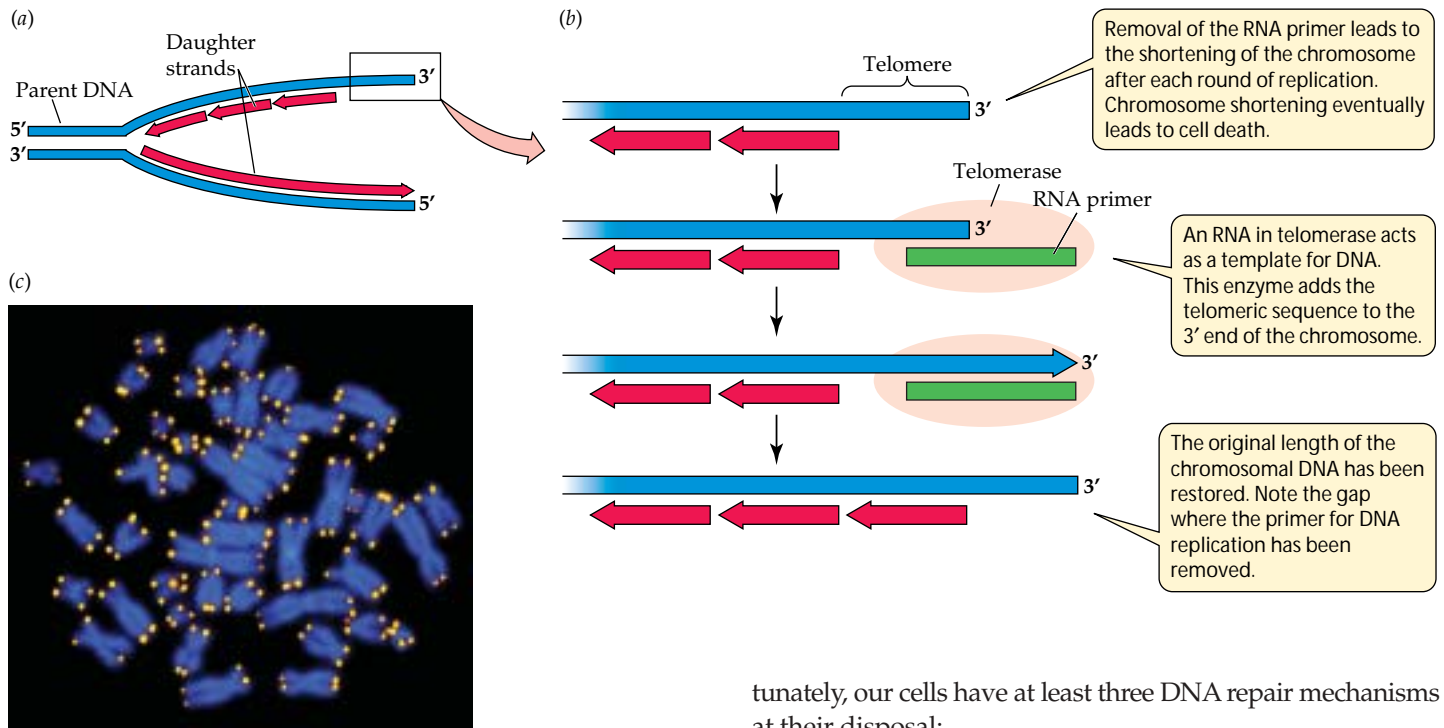 (a)
Daughter
strands
Parent DNA
3′
5′
3′
5′
(b)
Telomere
3′
Removal of the RNA primer leads to
the shortening of the chromosome
after each round of replication.
Chromosome shortening eventually
leads to cell death.
Telomerase
RNA primer
3′
An RNA in telomerase acts
as a template for DNA.
This enzyme adds the
telomeric sequence to the
3′ end of the chromosome.
3′
3′
The original length of the
chromosomal DNA has been
restored. Note the gap
where the primer for DNA
replication has been
removed.
(c)
tunately, our cells have at least three DNA repair mechanisms
at their disposal: